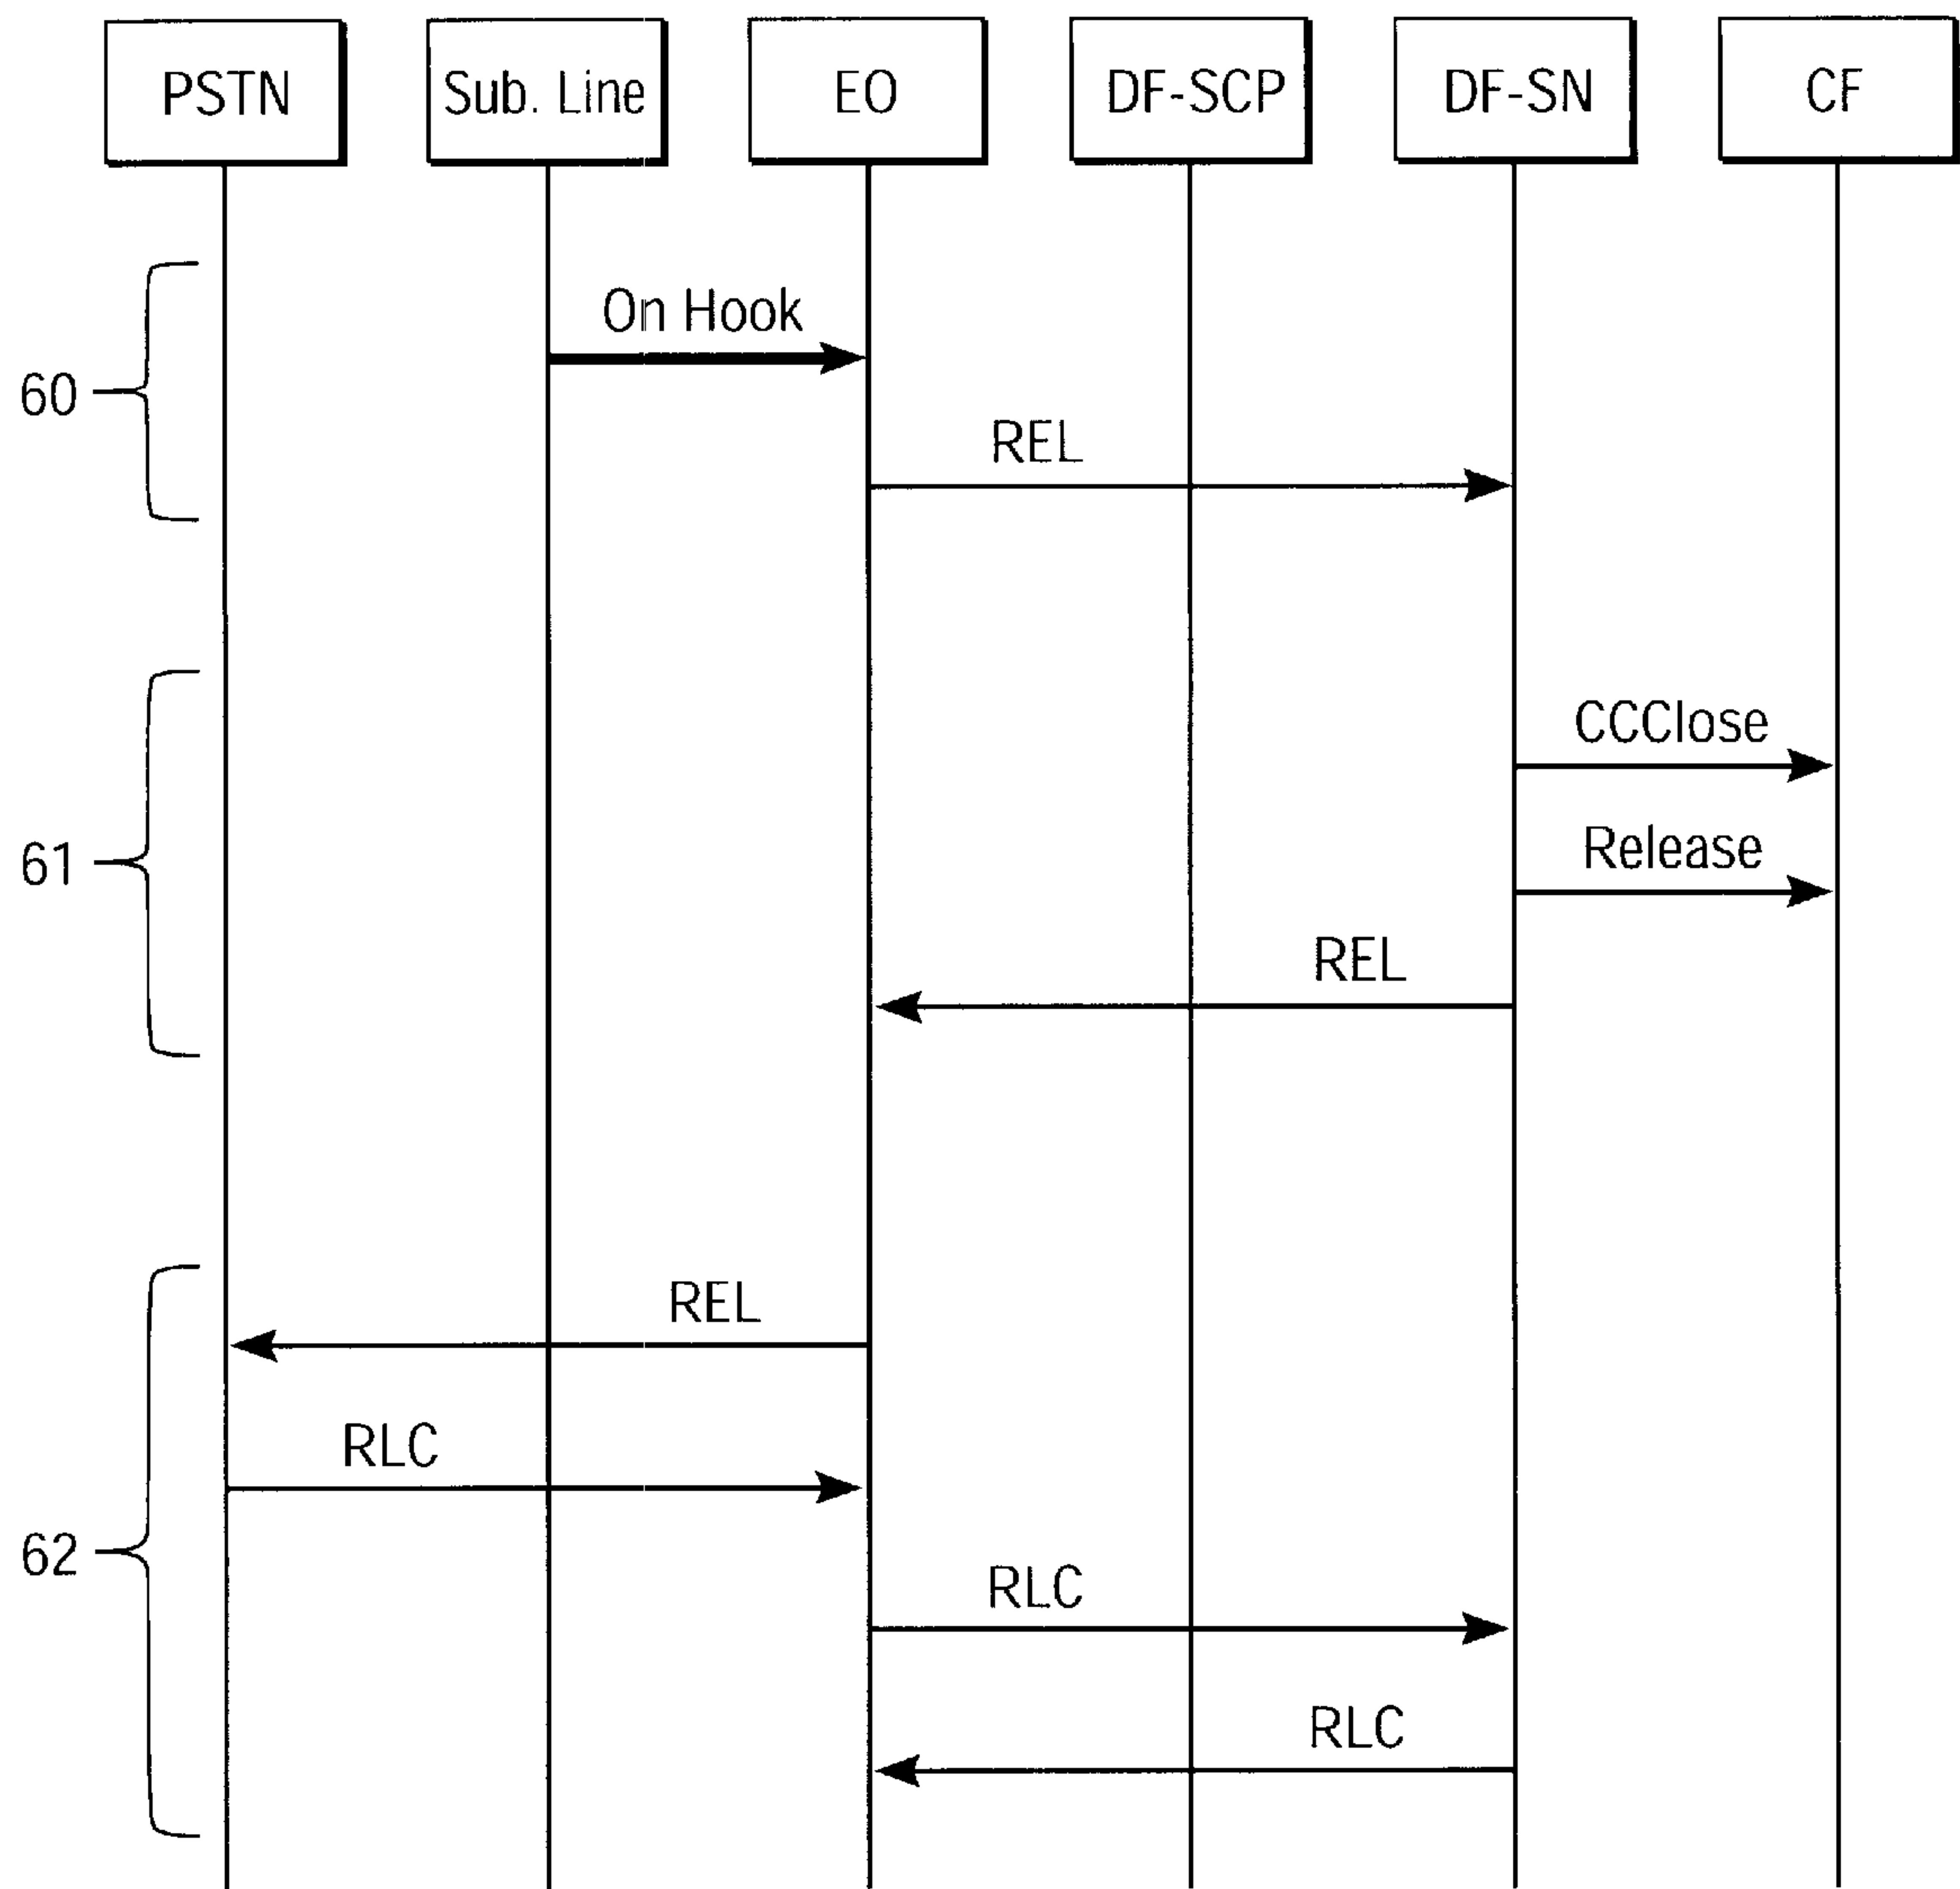 PSTN
Sub. Line
EO
DF-SCP
DF-SN
CF
On Hook
60
REL
CCClose
61
Release
REL
REL
RLC
62
RLC
RLC